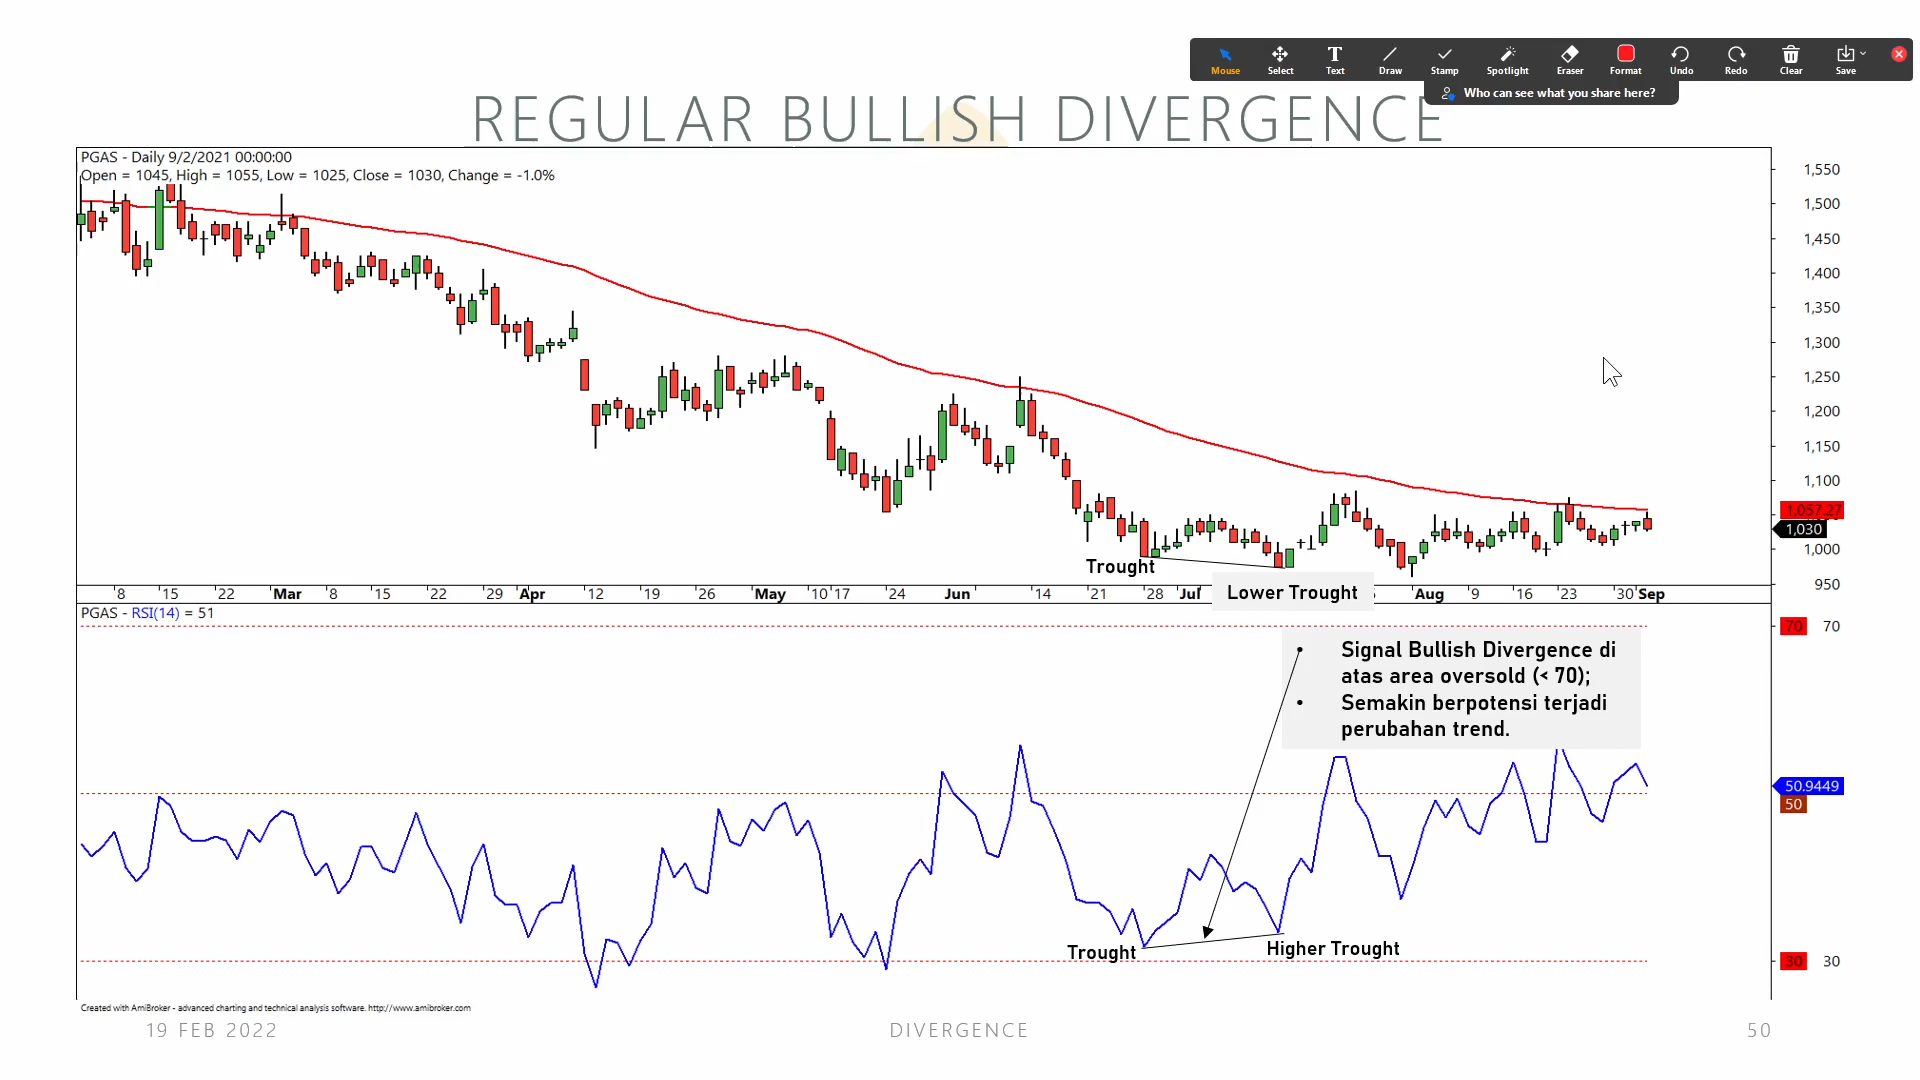 Mouse Select Text Draw Stamp Spotlight Eraser Format Undo Redo Clear Save
Who can see what you share here?
REGULAR BULLISH DIVERGENCE
PGAS - Daily 9/2/2021 00:00:00
Open = 1045, High = 1055, Low = 1025, Close = 1030, Change = -1.0%
1,550
1,500
1,450
1,400
1,350
1,300
1,250
1,200
1,150
1,100
1,057.27
1,030
1,000
950
Trought
Lower Trought
8 15 22 Mar 8 15 22 29 Apr 12 19 26 May 10 17 24 Jun 14 21 28 Jul Aug 9 16 23 30 Sep
PGAS - RSI(14) = 51
70 70
• Signal Bullish Divergence di
atas area oversold (< 70);
• Semakin berpotensi terjadi
perubahan trend.
50.9449
50
Trought
Higher Trought
30 30
Created with AmiBroker - advanced charting and technical analysis software. http://www.amibroker.com
19 FEB 2022 DIVERGENCE 50